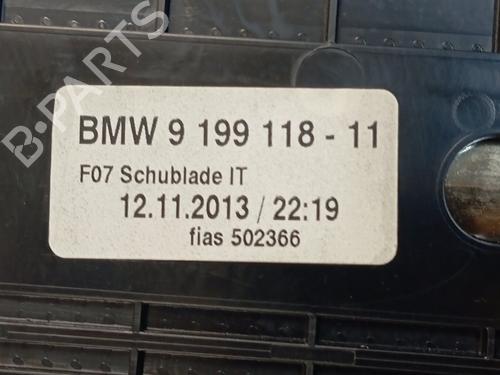 B-PARTS
BMW 9 199 118 - 11
F07 Schublade IT
12.11.2013 / 22:19
fias 502366